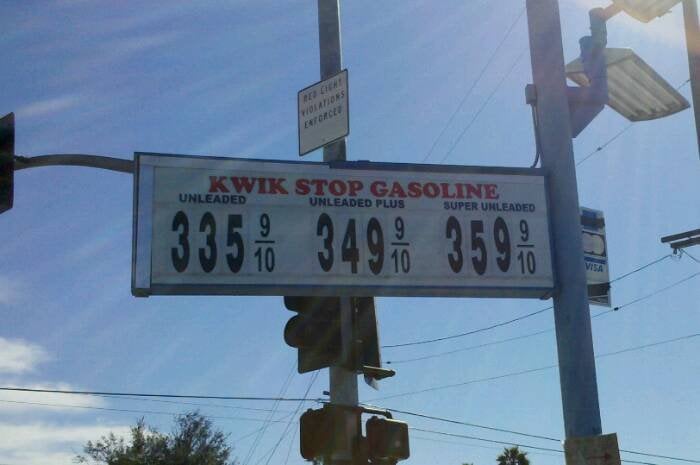 RED LIGHT
VIOLATIONS
ENFORCED
KWIK STOP GASOLINE
UNLEADED UNLEADED PLUS SUPER UNLEADED
335 9/10 349 9/10 359 9/10
VISA